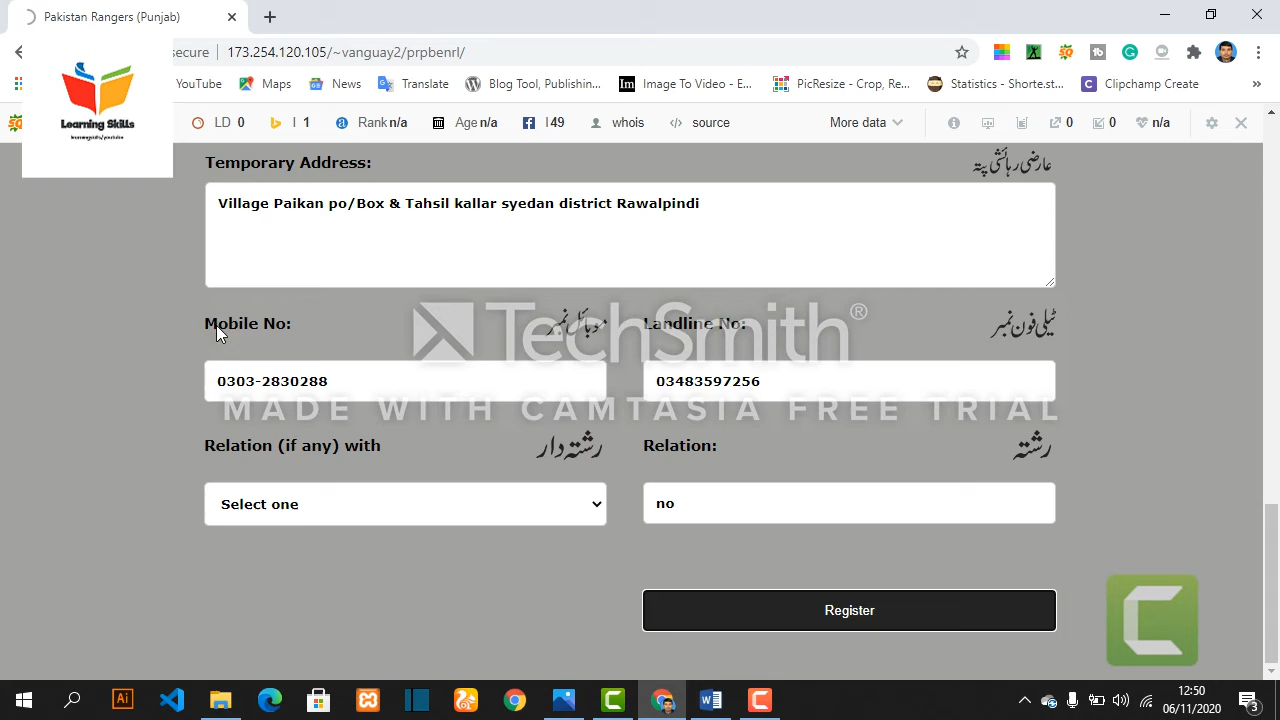 Pakistan Rangers (Punjab)
secure
173.254.120.105/~vanguay2/prpbenrl/
YouTube
Maps
News
Translate
Blog Tool, Publishin...
Image To Video - E...
PicResize - Crop, Re...
Statistics - Shorte.st...
Clipchamp Create
Learning Skills
learningskills/youtube
LD 0
I 1
Rank n/a
Age n/a
I 49
whois
source
More data
0
0
n/a
Temporary Address:
عارضی رہائشی پتہ
Village Paikan po/Box & Tahsil kallar syedan district Rawalpindi
Mobile No:
موبائل نمبر
Landline No:
ٹیلی فون نمبر
TechSmith®
0303-2830288
03483597256
MADE WITH CAMTASIA FREE TRIAL
Relation (if any) with
رشتہ دار
Relation:
رشتہ
Select one
no
Register
12:50
06/11/2020
3